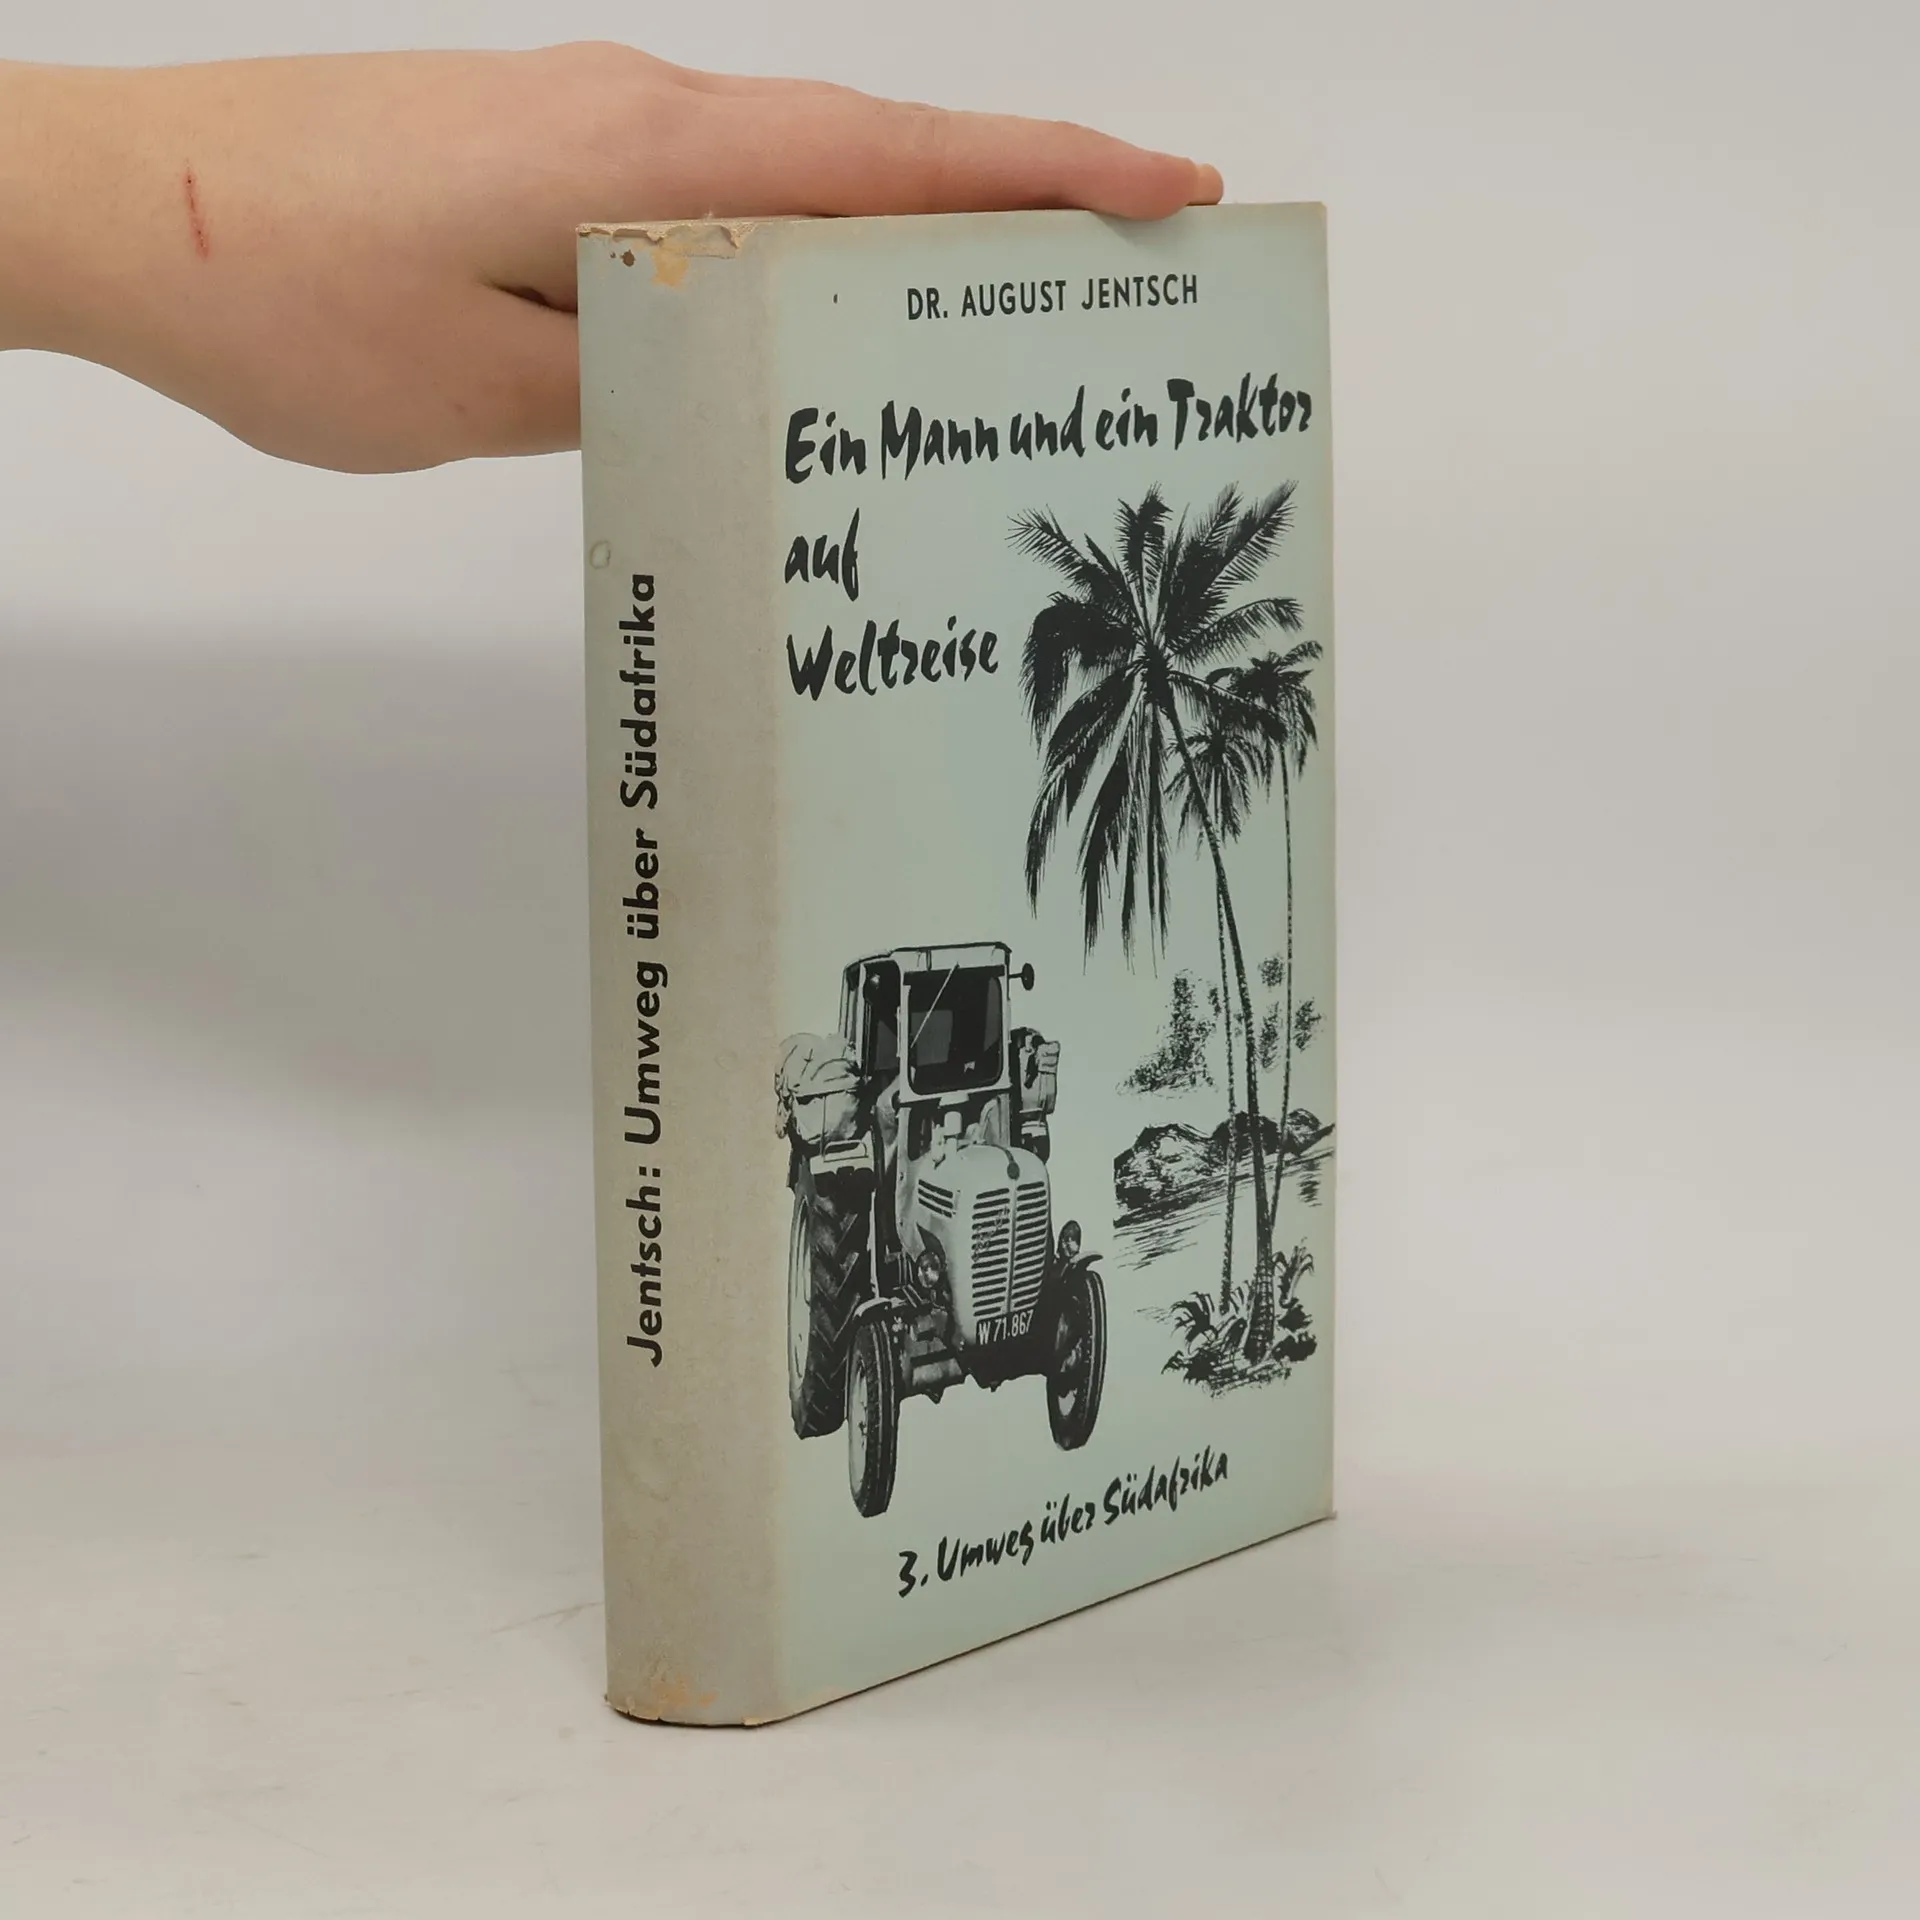 Jentsch: Umweg über Südafrika
DR. AUGUST JENTSCH
Ein Mann und ein Traktor
auf
Weltreise
W 71.867
3. Umweg über Südafrika